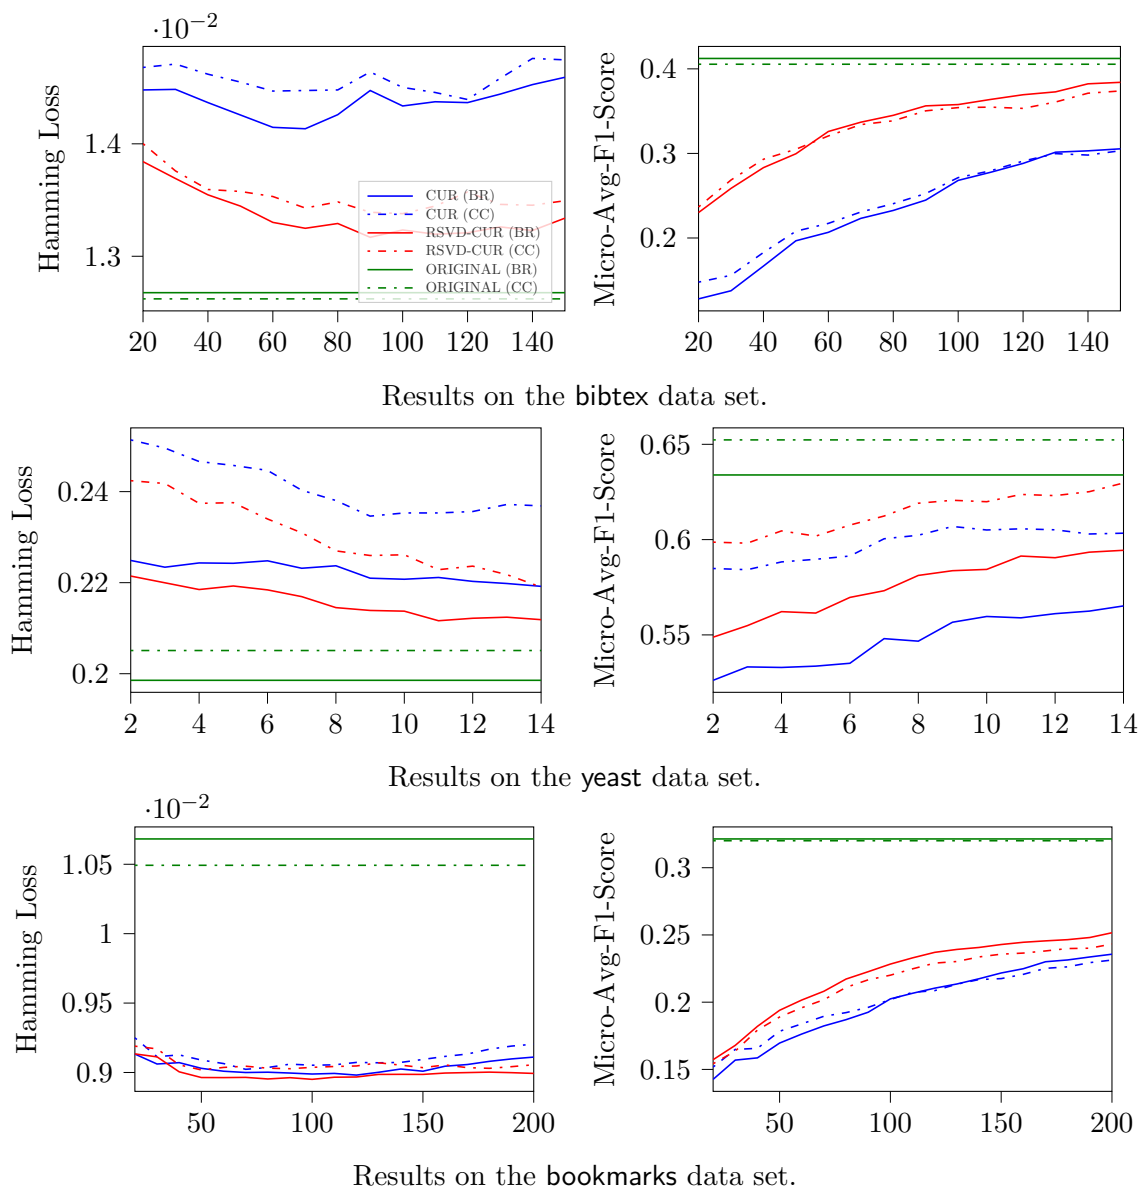 ·10−2
Hamming Loss
1.4
1.3
20 40 60 80 100 120 140
CUR (BR)
CUR (CC)
RSVD-CUR (BR)
RSVD-CUR (CC)
ORIGINAL (BR)
ORIGINAL (CC)
Micro-Avg-F1-Score
0.4
0.3
0.2
20 40 60 80 100 120 140
Results on the bibtex data set.
Hamming Loss
0.24
0.22
0.2
2 4 6 8 10 12 14
Micro-Avg-F1-Score
0.65
0.6
0.55
2 4 6 8 10 12 14
Results on the yeast data set.
·10−2
Hamming Loss
1.05
1
0.95
0.9
50 100 150 200
Micro-Avg-F1-Score
0.3
0.25
0.2
0.15
50 100 150 200
Results on the bookmarks data set.